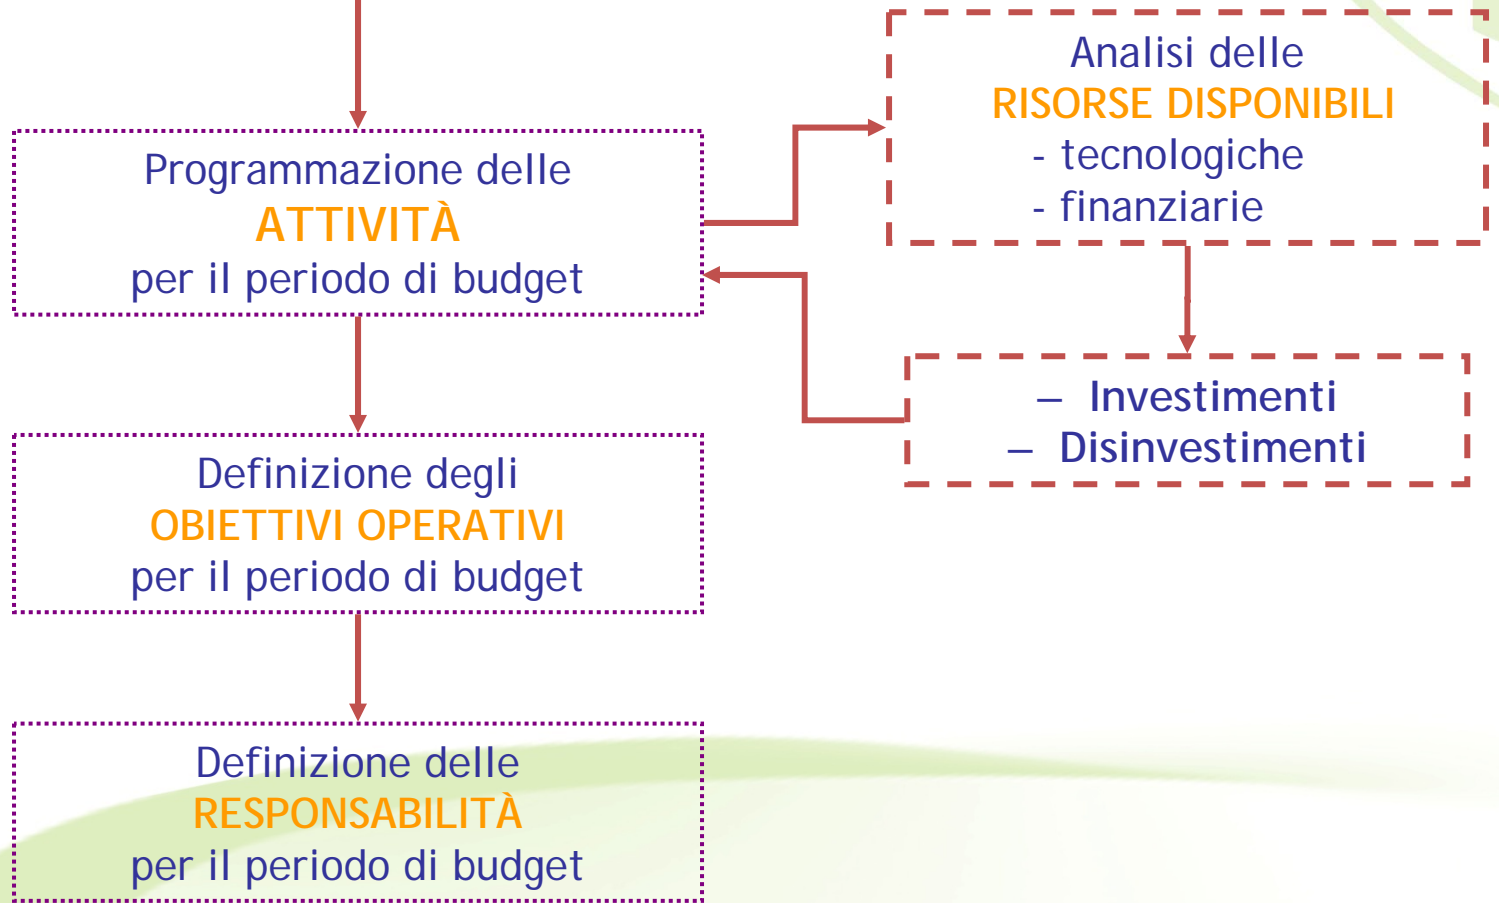 Programmazione delle
ATTIVITÀ
per il periodo di budget
Analisi delle
RISORSE DISPONIBILI
- tecnologiche
- finanziarie
– Investimenti
– Disinvestimenti
Definizione degli
OBIETTIVI OPERATIVI
per il periodo di budget
Definizione delle
RESPONSABILITÀ
per il periodo di budget